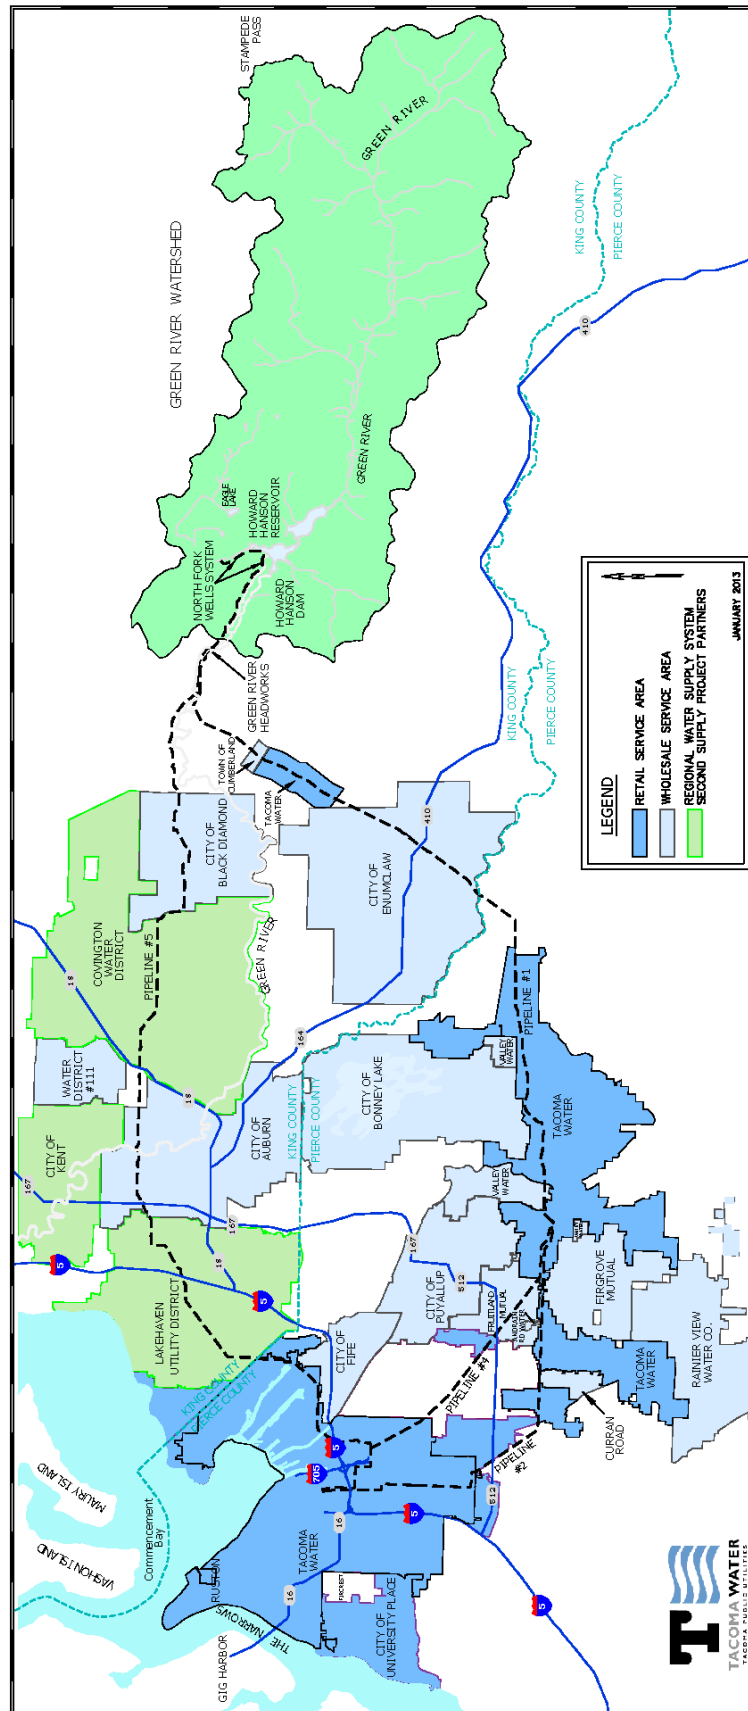 STAMPEDE
PASS
GREEN RIVER
GREEN RIVER WATERSHED
KING COUNTY
PIERCE COUNTY
410
EAGLE
LAKE
HOWARD
HANSON
RESERVOIR
GREEN RIVER
NORTH FORK
WELLS SYSTEM
HOWARD
HANSON
DAM
GREEN RIVER
HEADWORKS
KING COUNTY
PIERCE COUNTY
TOWN OF
CUMBERLAND
TACOMA
WATER
CITY OF
BLACK DIAMOND
410
CITY OF
ENUMCLAW
COVINGTON
WATER
DISTRICT
PIPELINE #5
GREEN RIVER
18
164
PIPELINE #1
WATER
DISTRICT
#111
18
CITY OF
KENT
CITY OF
AUBURN
KING COUNTY
PIERCE COUNTY
CITY OF
BONNEY LAKE
VALLEY
WATER
TACOMA
WATER
VALLEY
WATER
167
167
167
5
18
5
LAKEHAVEN
UTILITY DISTRICT
512
CITY OF
PUYALLUP
FRUITLAND
MUTUAL
FIRGROVE
MUTUAL
CITY OF
FIFE
KING COUNTY
PIERCE COUNTY
PIPELINE #4
TACOMA
WATER
RAINIER VIEW
WATER CO.
CURRAN
ROAD
PIPELINE
#2
MAURY ISLAND
VASHON ISLAND
Commencement
Bay
5
705
16
5
512
RUSTON
TACOMA
WATER
FIRCREST
16
THE NARROWS
GIG HARBOR
CITY OF
UNIVERSITY PLACE
5
LEGEND
RETAIL SERVICE AREA
WHOLESALE SERVICE AREA
REGIONAL WATER SUPPLY SYSTEM
SECOND SUPPLY PROJECT PARTNERS
JANUARY 2013
T
TACOMA WATER
TACOMA PUBLIC UTILITIES